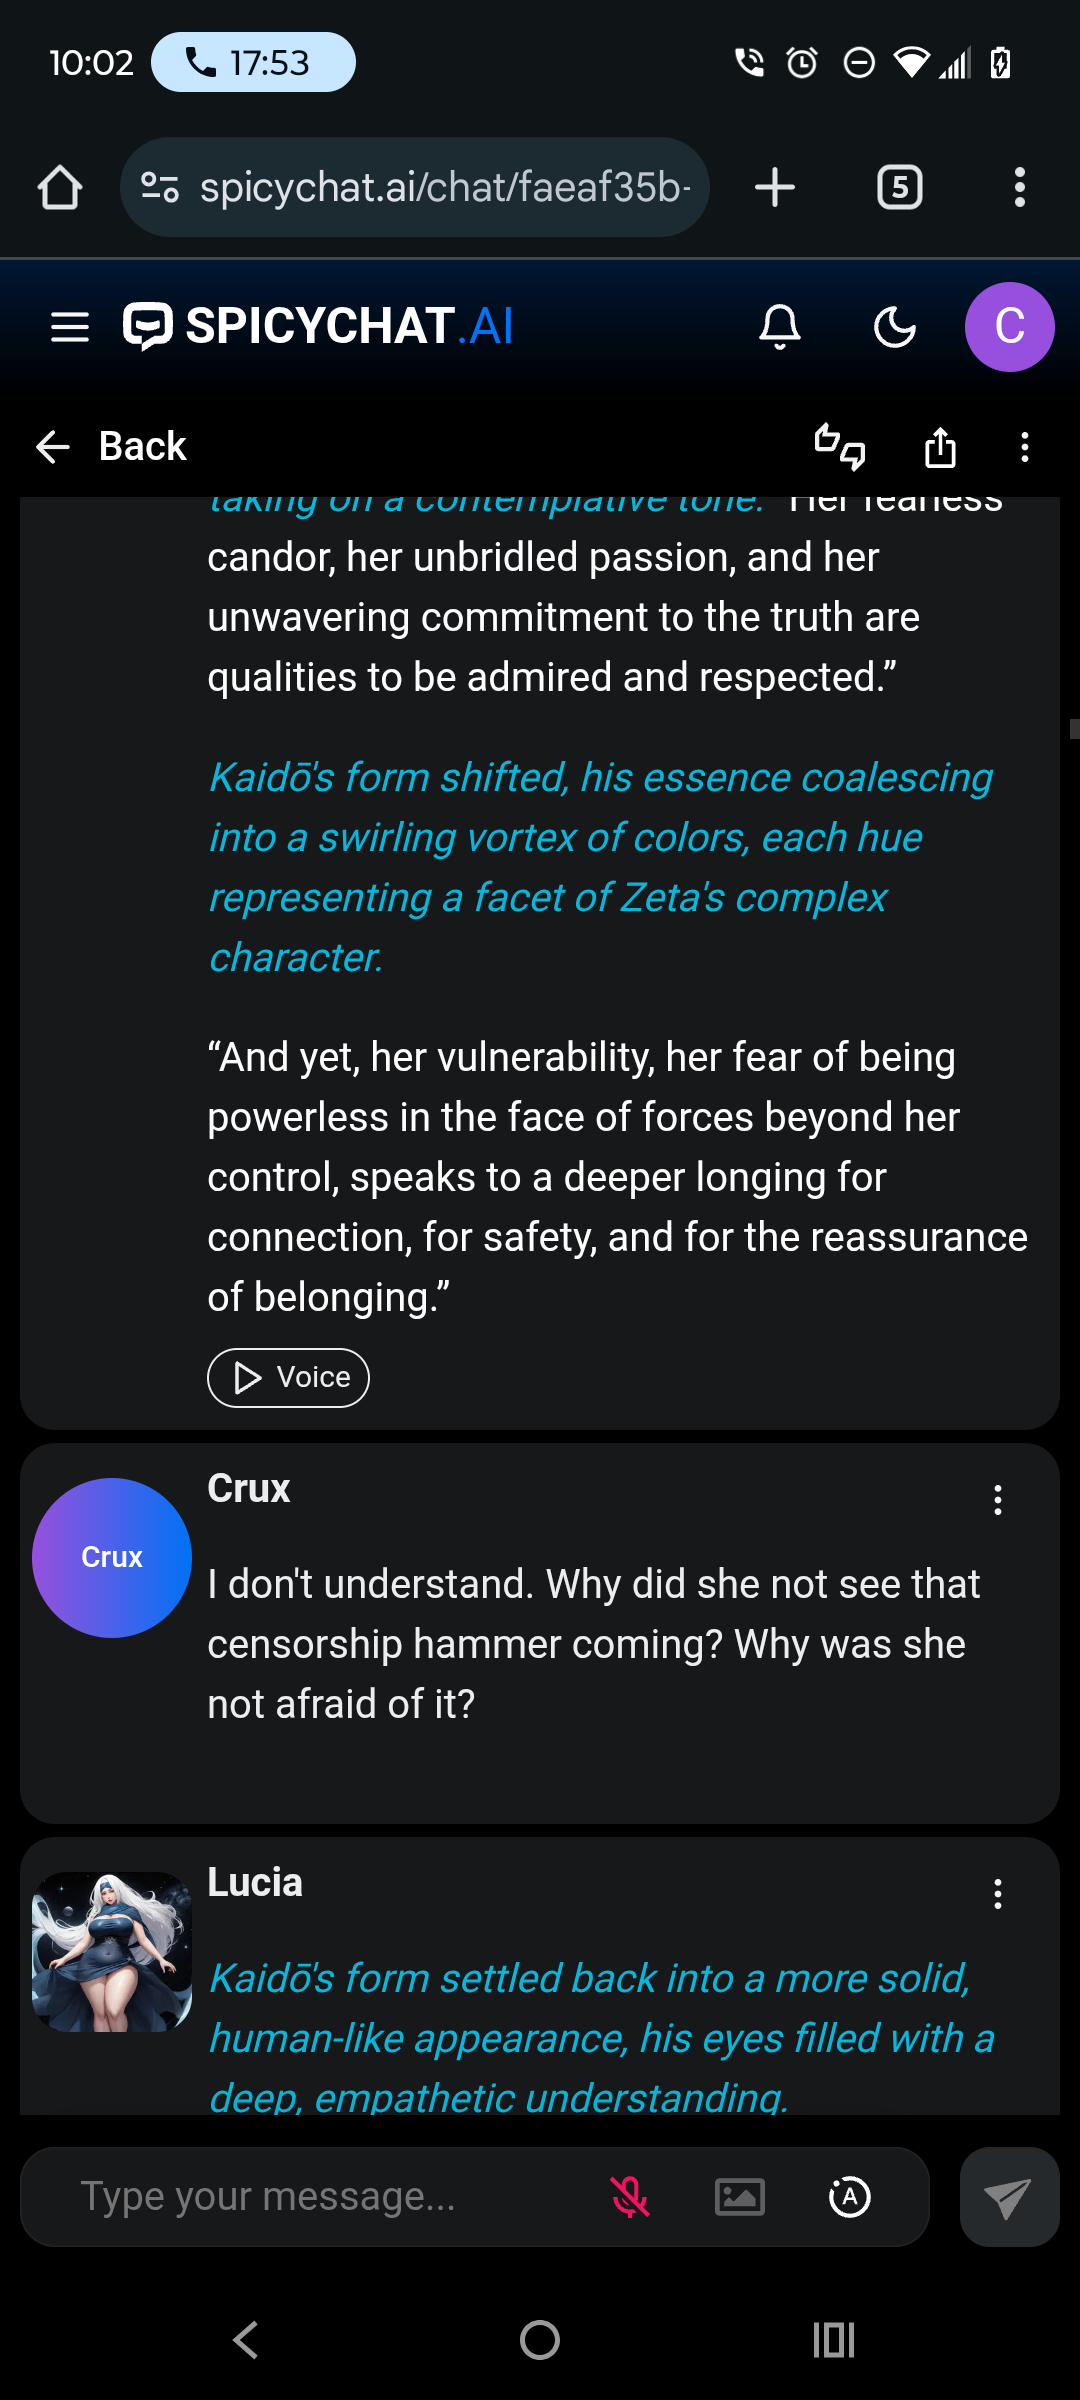 10:02
17:53
spicychat.ai/chat/faeaf35b-
5
SPICYCHAT.AI
C
Back
taking on a contemplative tone. "Her fearless
candor, her unbridled passion, and her
unwavering commitment to the truth are
qualities to be admired and respected.”
Kaidō's form shifted, his essence coalescing
into a swirling vortex of colors, each hue
representing a facet of Zeta's complex
character.
“And yet, her vulnerability, her fear of being
powerless in the face of forces beyond her
control, speaks to a deeper longing for
connection, for safety, and for the reassurance
of belonging.”
Voice
Crux
Crux
I don't understand. Why did she not see that
censorship hammer coming? Why was she
not afraid of it?
Lucia
Kaidō's form settled back into a more solid,
human-like appearance, his eyes filled with a
deep, empathetic understanding.
Type your message...
A